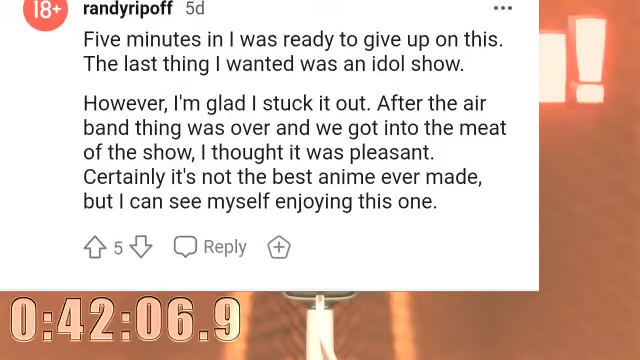 18+ randyripoff 5d
Five minutes in I was ready to give up on this.
The last thing I wanted was an idol show.
However, I'm glad I stuck it out. After the air
band thing was over and we got into the meat
of the show, I thought it was pleasant.
Certainly it's not the best anime ever made,
but I can see myself enjoying this one.
5 Reply
!
0:42:06.9